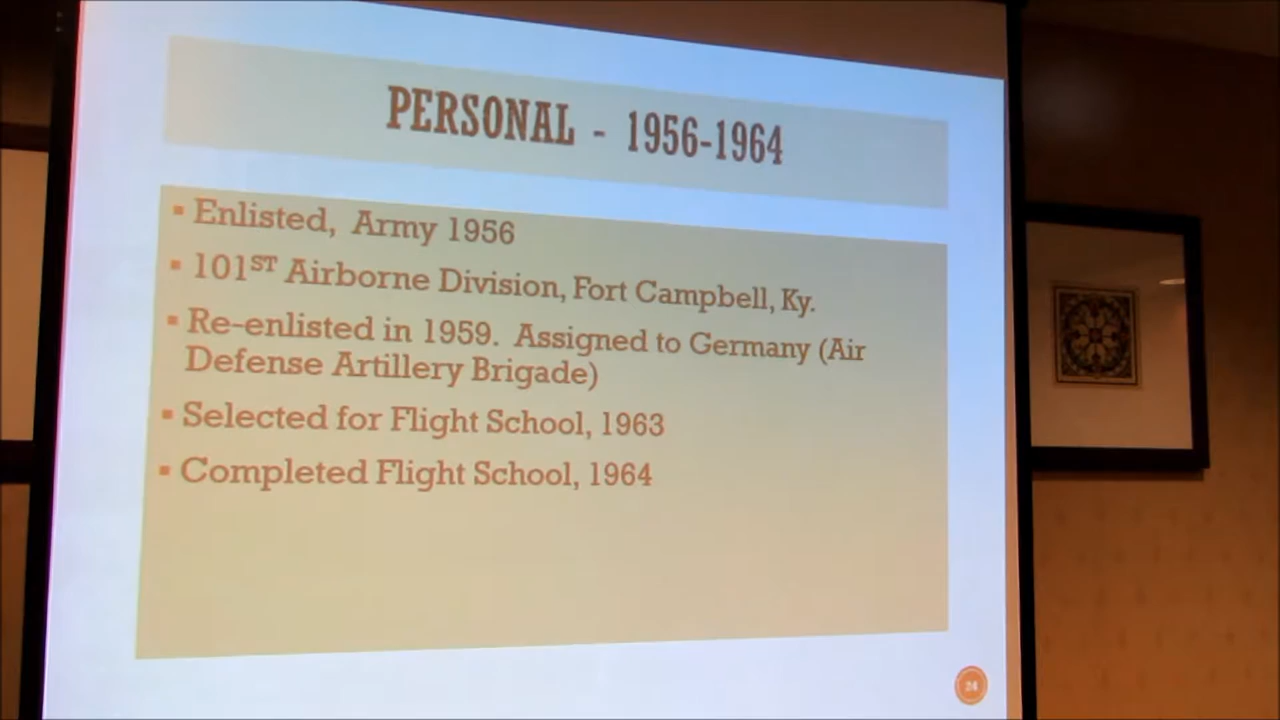 PERSONAL - 1956-1964
▪ Enlisted, Army 1956
▪ 101ST Airborne Division, Fort Campbell, Ky.
▪ Re-enlisted in 1959. Assigned to Germany (Air
Defense Artillery Brigade)
▪ Selected for Flight School, 1963
▪ Completed Flight School, 1964
24